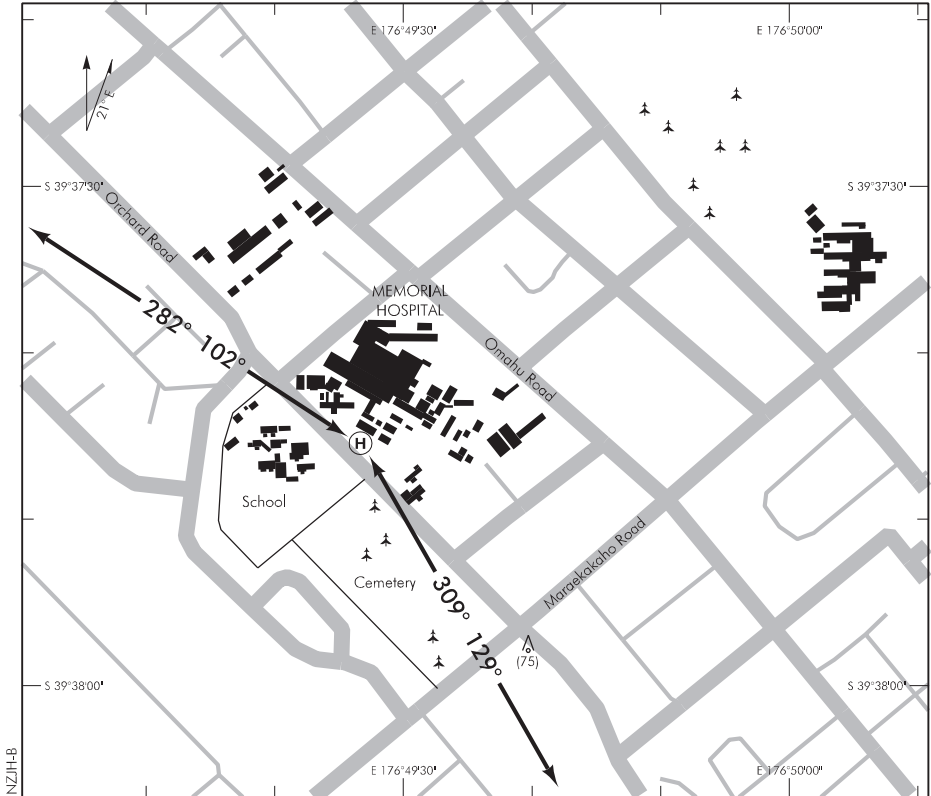 E 176°49'30"
E 176°50'00"
21° E
S 39°37'30"
S 39°37'30"
Orchard Road
MEMORIAL
HOSPITAL
282° 102°
Omahu Road
H
School
Maraekakaho Road
Cemetery
309° 129°
(75)
S 39°38'00"
S 39°38'00"
NZJH-B
E 176°49'30"
E 176°50'00"